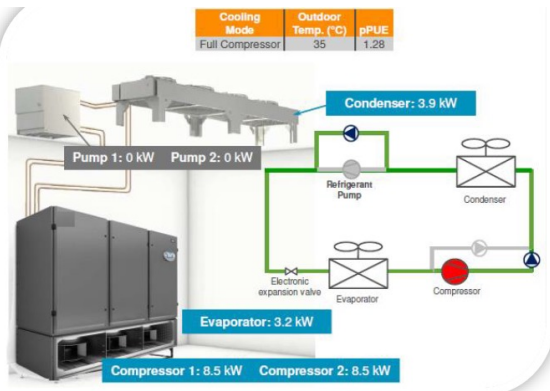 Cooling Mode Outdoor Temp. (°C) pPUE
Full Compressor 35 1.28
Condenser: 3.9 kW
Pump 1: 0 kW Pump 2: 0 kW
Refrigerant
Pump
Condenser
Electronic
expansion valve
Evaporator
Compressor
Evaporator: 3.2 kW
Compressor 1: 8.5 kW Compressor 2: 8.5 kW